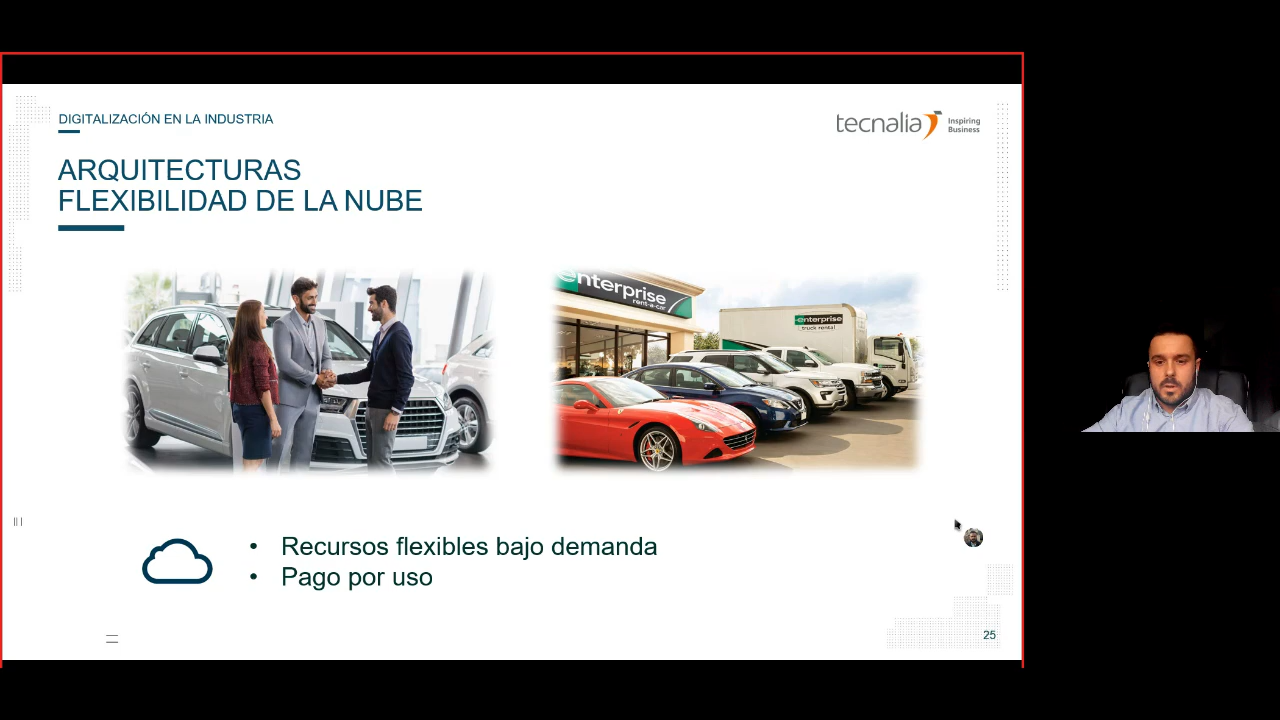 DIGITALIZACIÓN EN LA INDUSTRIA
tecnalia Inspiring
Business
ARQUITECTURAS
FLEXIBILIDAD DE LA NUBE
enterprise
rent-a-car
enterprise
truck rental
• Recursos flexibles bajo demanda
• Pago por uso
25